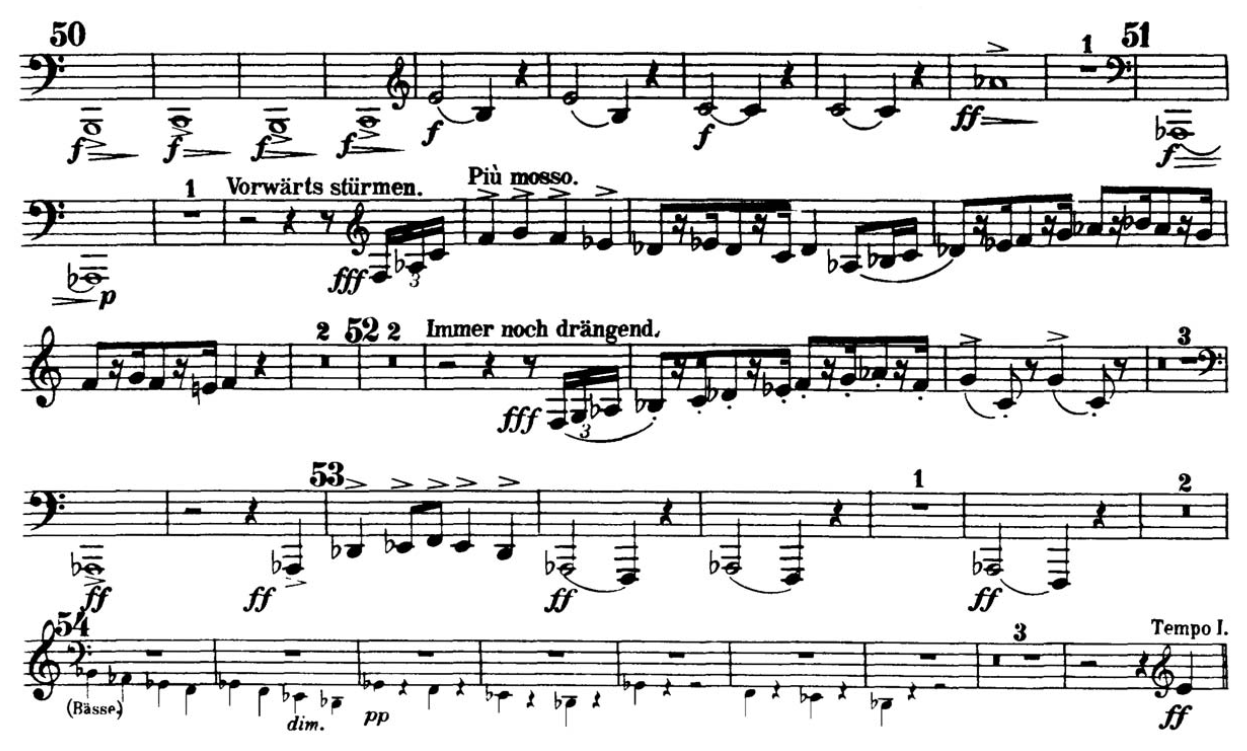 50 1 51
f f f f f f ff f
1 Vorwärts stürmen. Più mosso.
p fff 3
2 52 2 Immer noch drängend. 3
fff 3
53 1 2
ff ff ff ff
54 3 Tempo I.
(Bässe) dim. pp ff